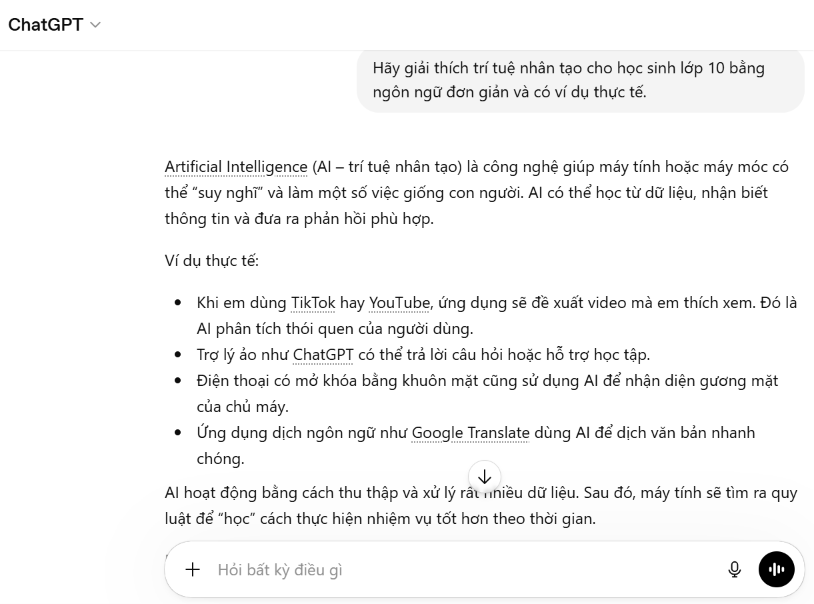 ChatGPT
Hãy giải thích trí tuệ nhân tạo cho học sinh lớp 10 bằng
ngôn ngữ đơn giản và có ví dụ thực tế.
Artificial Intelligence (AI – trí tuệ nhân tạo) là công nghệ giúp máy tính hoặc máy móc có
thể “suy nghĩ” và làm một số việc giống con người. AI có thể học từ dữ liệu, nhận biết
thông tin và đưa ra phản hồi phù hợp.
Ví dụ thực tế:
• Khi em dùng TikTok hay YouTube, ứng dụng sẽ đề xuất video mà em thích xem. Đó là
AI phân tích thói quen của người dùng.
• Trợ lý ảo như ChatGPT có thể trả lời câu hỏi hoặc hỗ trợ học tập.
• Điện thoại có mở khóa bằng khuôn mặt cũng sử dụng AI để nhận diện gương mặt
của chủ máy.
• Ứng dụng dịch ngôn ngữ như Google Translate dùng AI để dịch văn bản nhanh
chóng.
AI hoạt động bằng cách thu thập và xử lý rất nhiều dữ liệu. Sau đó, máy tính sẽ tìm ra quy
luật để “học” cách thực hiện nhiệm vụ tốt hơn theo thời gian.
Hỏi bất kỳ điều gì